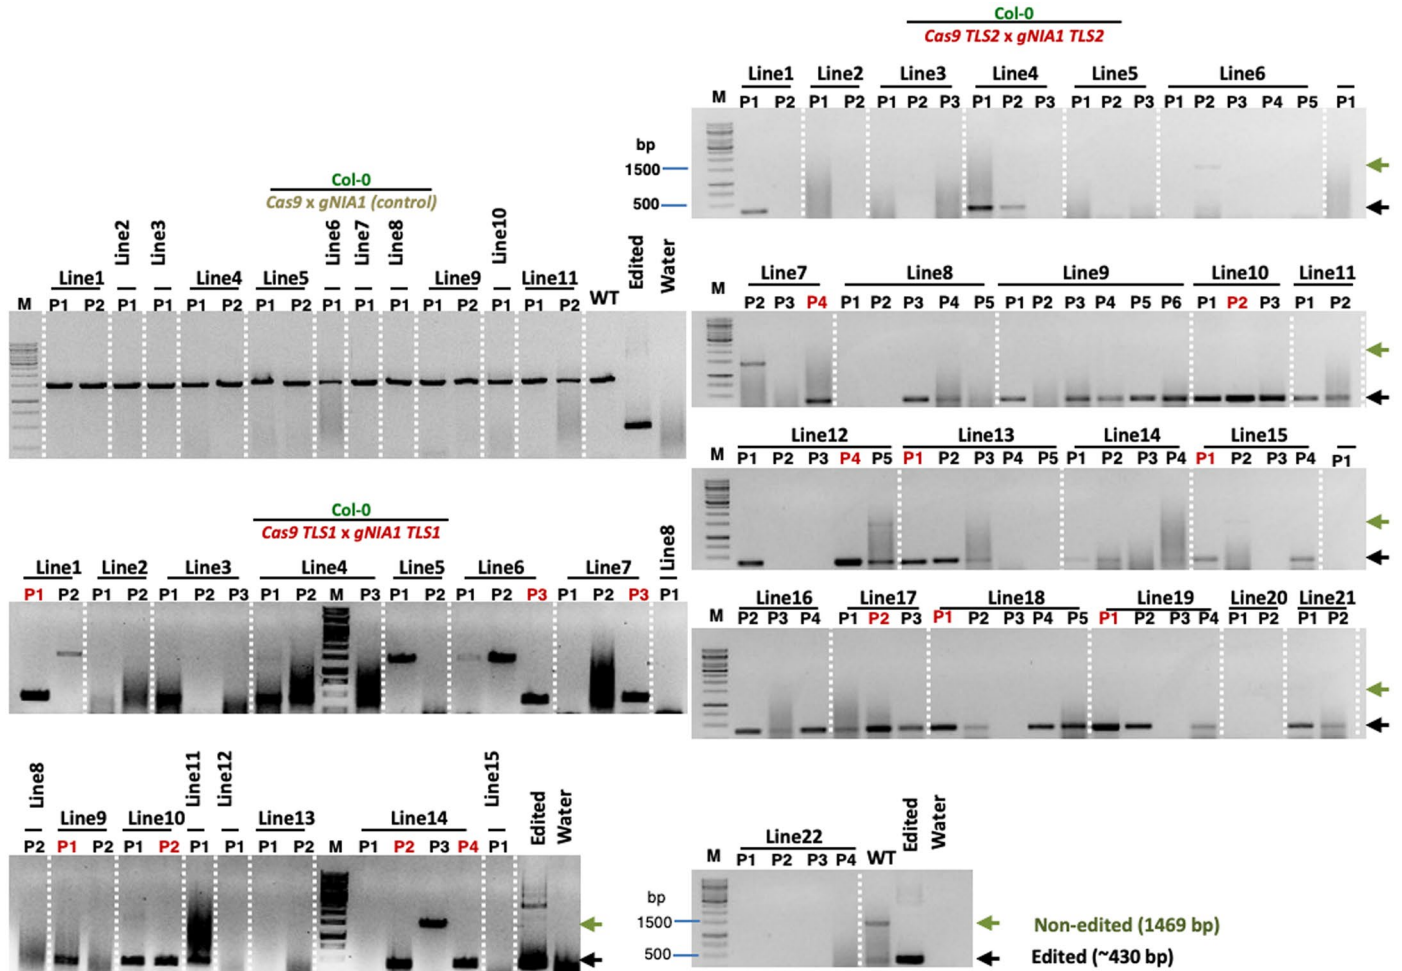 Col-0
Cas9 x gNIA1 (control)
Line1 Line2 Line3 Line4 Line5 Line6 Line7 Line8 Line9 Line10 Line11 Edited Water
M P1 P2 P1 P1 P1 P2 P1 P2 P1 P1 P1 P1 P2 P1 P1 P2 WT
Col-0
Cas9 TLS1 x gNIA1 TLS1
Line1 Line2 Line3 Line4 Line5 Line6 Line7 Line8
P1 P2 P1 P2 P1 P2 P3 P1 P2 M P3 P1 P2 P1 P2 P3 P1 P2 P3 P1
Line8 Line9 Line10 Line11 Line12 Line13 Line14 Line15 Edited Water
P2 P1 P2 P1 P2 P1 P1 P1 P2 M P1 P2 P3 P4 P1
Col-0
Cas9 TLS2 x gNIA1 TLS2
Line1 Line2 Line3 Line4 Line5 Line6
M P1 P2 P1 P2 P1 P2 P3 P1 P2 P3 P1 P2 P3 P1 P2 P3 P4 P5 P1
bp
1500
500
Line7 Line8 Line9 Line10 Line11
M P2 P3 P4 P1 P2 P3 P4 P5 P1 P2 P3 P4 P5 P6 P1 P2 P3 P1 P2
Line12 Line13 Line14 Line15
M P1 P2 P3 P4 P5 P1 P2 P3 P4 P5 P1 P2 P3 P4 P1 P2 P3 P4 P1
Line16 Line17 Line18 Line19 Line20 Line21
M P2 P3 P4 P1 P2 P3 P1 P2 P3 P4 P5 P1 P2 P3 P4 P1 P2 P1 P2
Line22 Edited Water
M P1 P2 P3 P4 WT
bp
1500
500
Non-edited (1469 bp)
Edited (~430 bp)